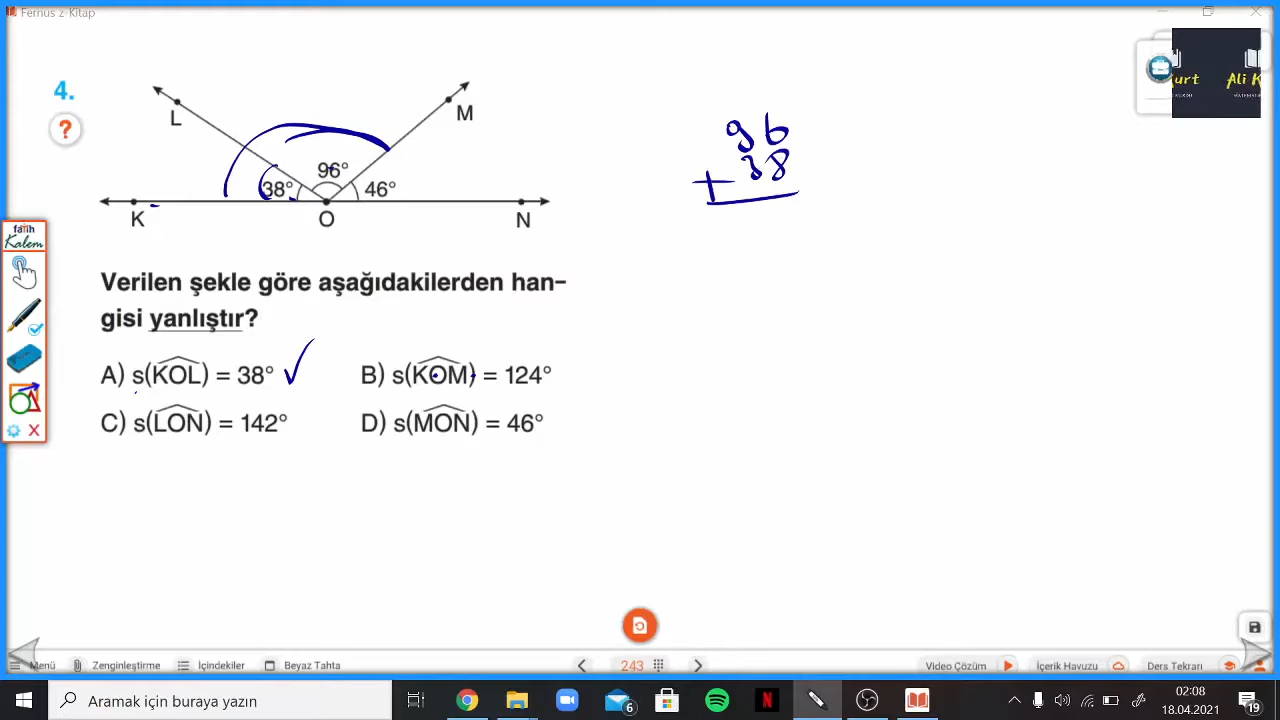 Fernus z-Kitap
urt
Ali K
4.
?
L
M
96°
38°
46°
K
O
N
96
38
+
fatih
Kalem
Verilen şekle göre aşağıdakilerden han-
gisi yanlıştır?
A) s(KOL) = 38° ✓ B) s(KOM) = 124°
C) s(LON) = 142° D) s(MON) = 46°
Menü Zenginleştirme İçindekiler Beyaz Tahta 243 Video Çözüm İçerik Havuzu Ders Tekrarı
Aramak için buraya yazın
6
N
02:08
18.04.2021
19